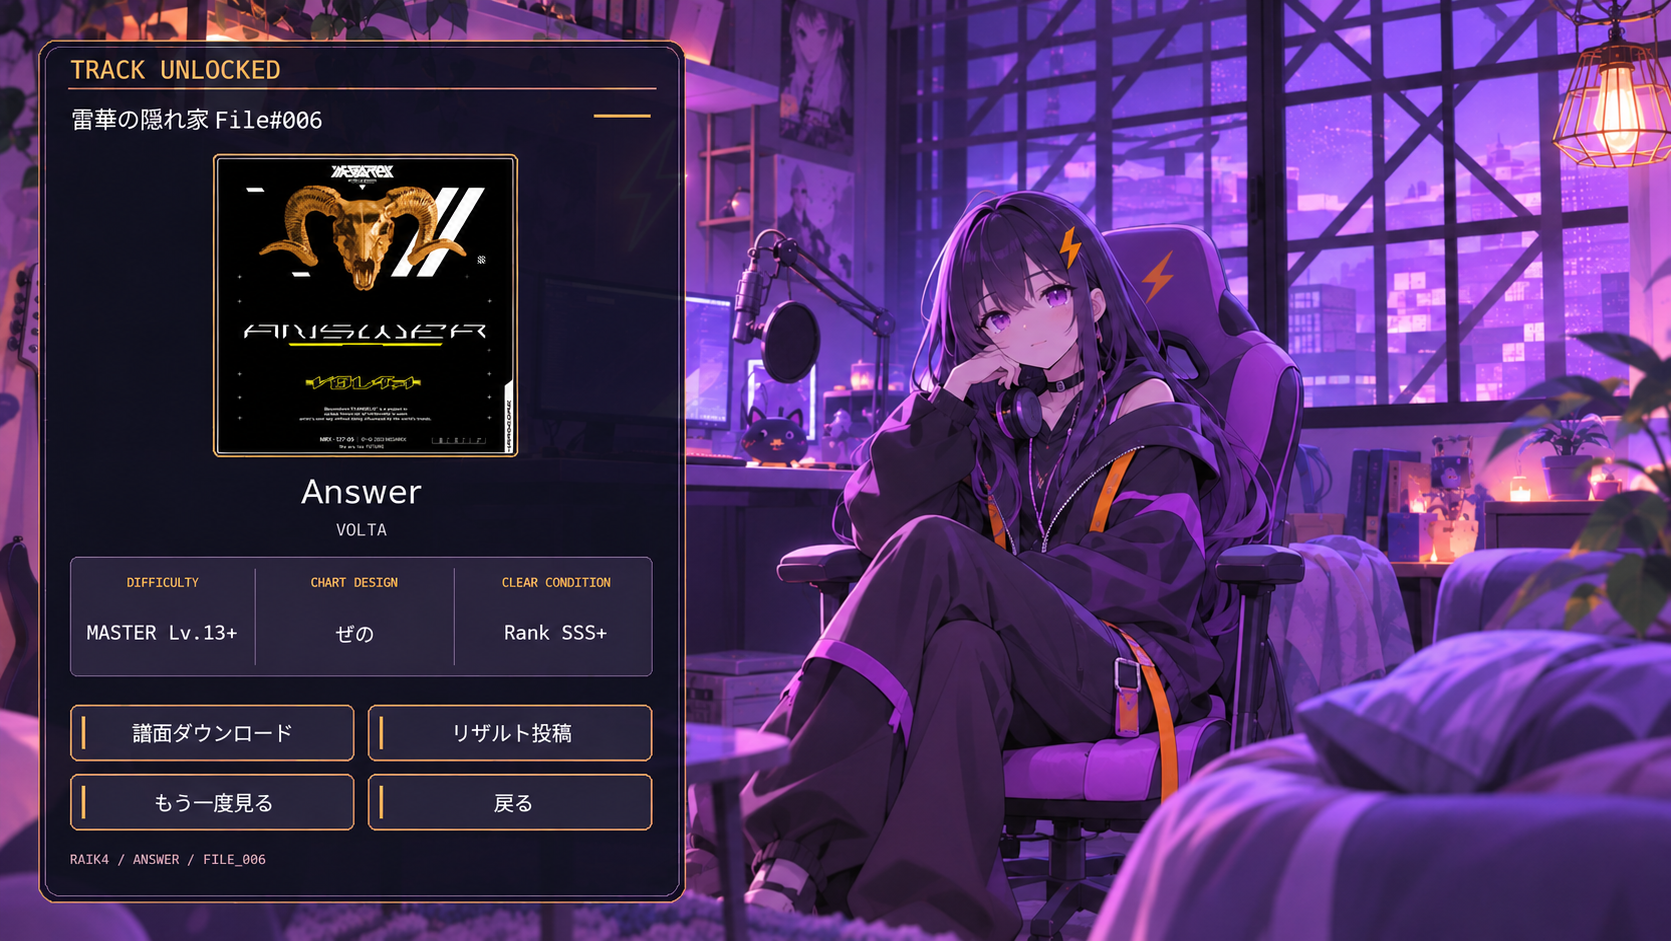 TRACK UNLOCKED
雷華の隠れ家 File#006
MEGAREX
ANSWER
VOLTA
Answer
VOLTA
DIFFICULTY
CHART DESIGN
CLEAR CONDITION
MASTER Lv.13+
ぜの
Rank SSS+
譜面ダウンロード
リザルト投稿
もう一度見る
戻る
RAIK4 / ANSWER / FILE_006